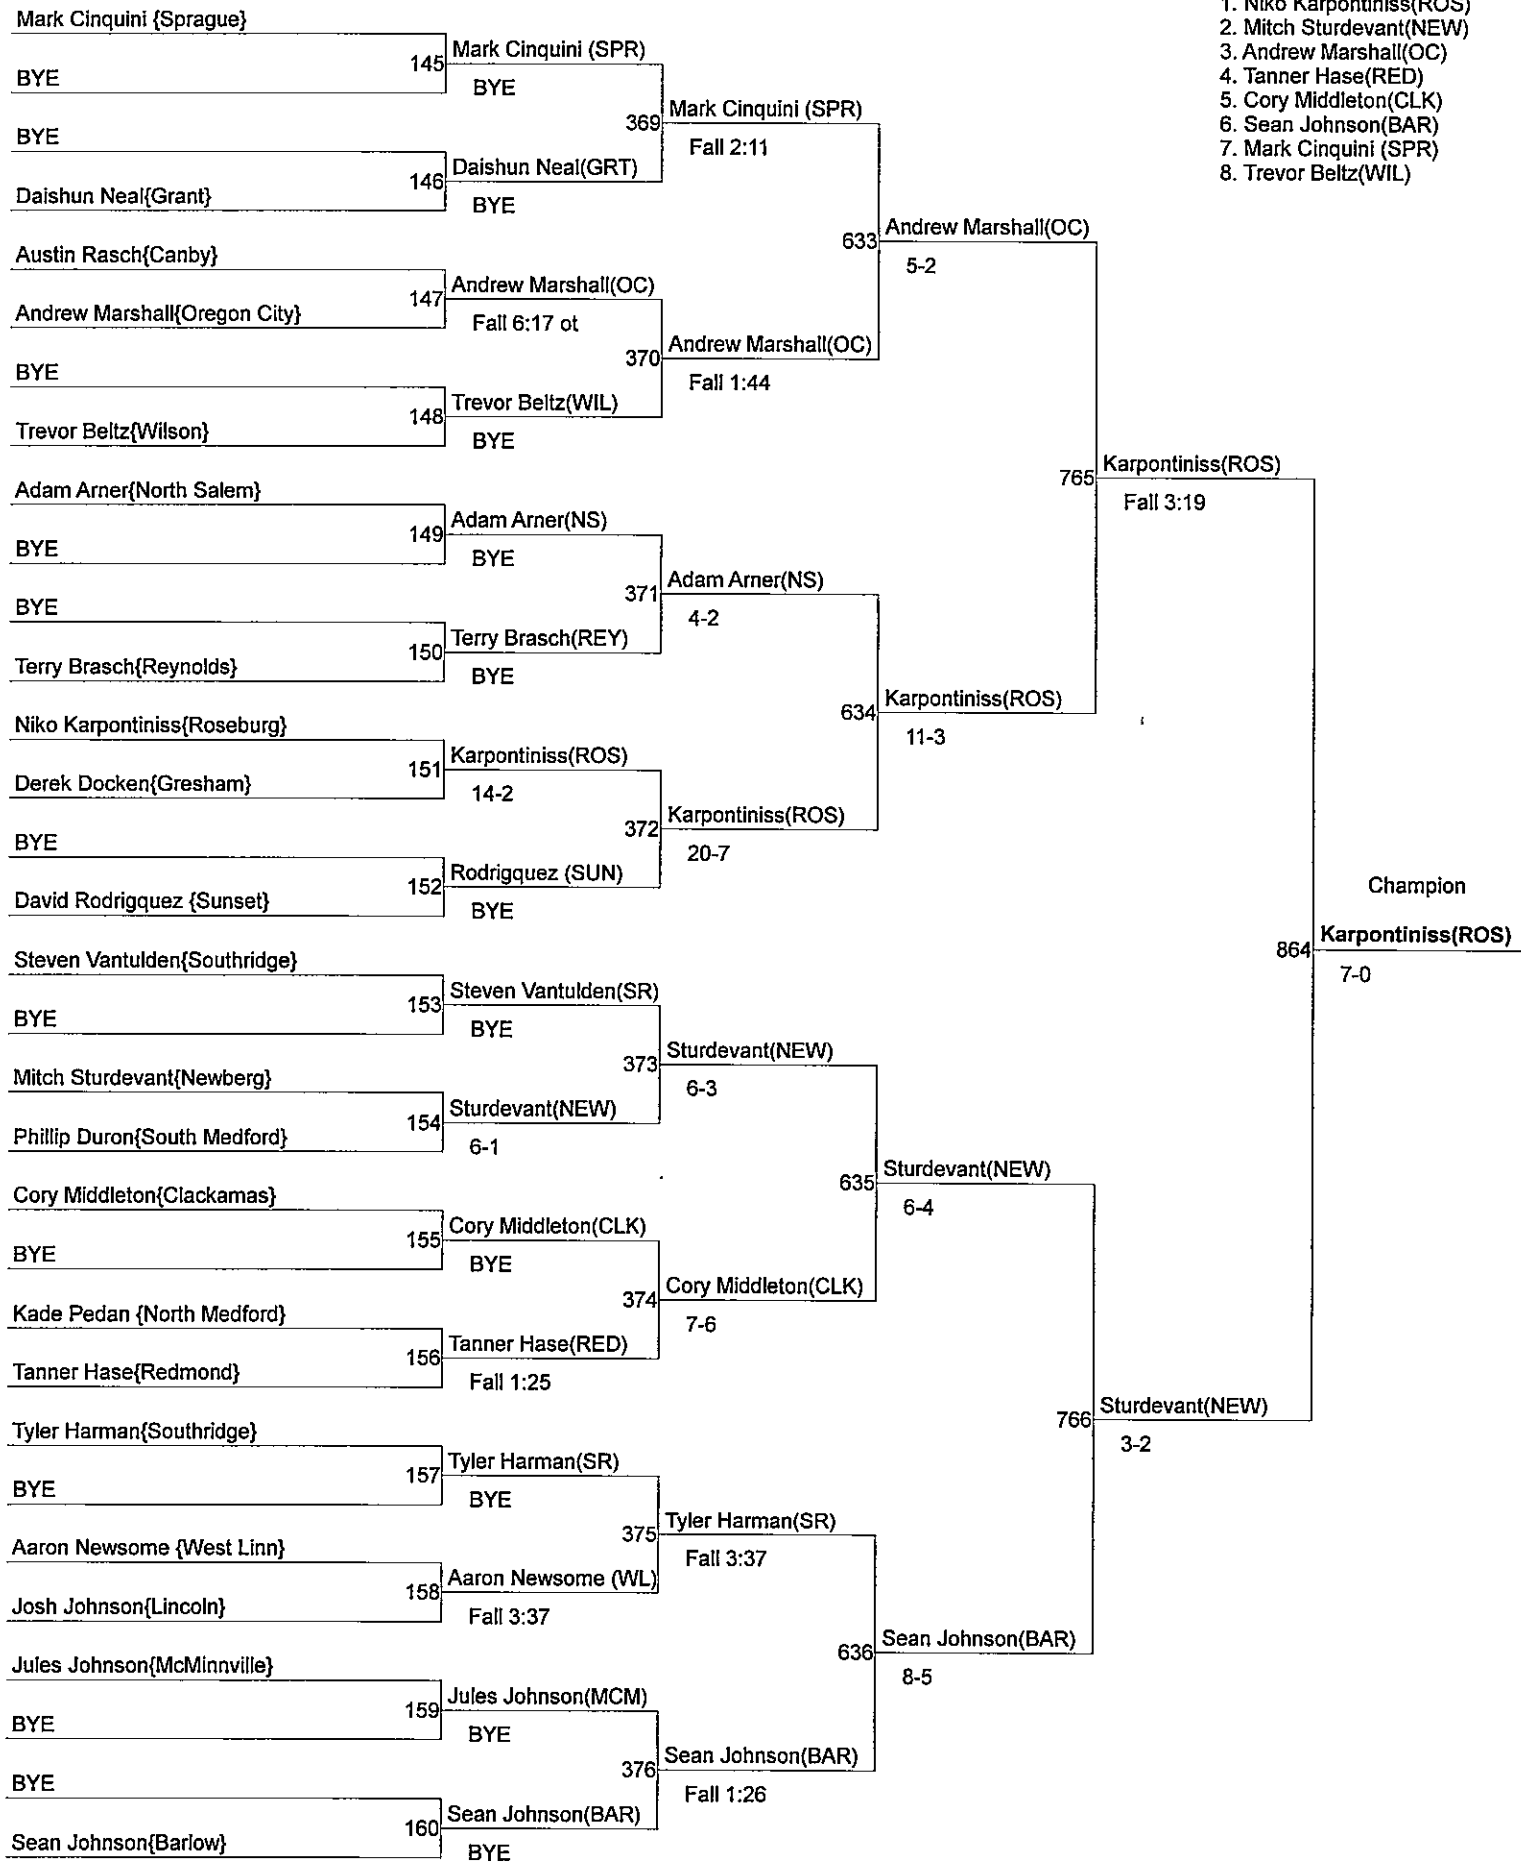 1. Niko Karpontiniss(ROS)
2. Mitch Sturdevant(NEW)
3. Andrew Marshall(OC)
4. Tanner Hase(RED)
5. Cory Middleton(CLK)
6. Sean Johnson(BAR)
7. Mark Cinquini (SPR)
8. Trevor Beltz(WIL)
Mark Cinquini {Sprague}
BYE
BYE
Daishun Neal{Grant}
Austin Rasch{Canby}
Andrew Marshall{Oregon City}
BYE
Trevor Beltz{Wilson}
Adam Arner{North Salem}
BYE
BYE
Terry Brasch{Reynolds}
Niko Karpontiniss{Roseburg}
Derek Docken{Gresham}
BYE
David Rodrigquez {Sunset}
Steven Vantulden{Southridge}
BYE
Mitch Sturdevant{Newberg}
Phillip Duron{South Medford}
Cory Middleton{Clackamas}
BYE
Kade Pedan {North Medford}
Tanner Hase{Redmond}
Tyler Harman{Southridge}
BYE
Aaron Newsome {West Linn}
Josh Johnson{Lincoln}
Jules Johnson{McMinnville}
BYE
BYE
Sean Johnson{Barlow}
145 Mark Cinquini (SPR)
BYE
146 Daishun Neal(GRT)
BYE
147 Andrew Marshall(OC)
Fall 6:17 ot
148 Trevor Beltz(WIL)
BYE
149 Adam Arner(NS)
BYE
150 Terry Brasch(REY)
BYE
151 Karpontiniss(ROS)
14-2
152 Rodrigquez (SUN)
BYE
153 Steven Vantulden(SR)
BYE
154 Sturdevant(NEW)
6-1
155 Cory Middleton(CLK)
BYE
156 Tanner Hase(RED)
Fall 1:25
157 Tyler Harman(SR)
BYE
158 Aaron Newsome (WL)
Fall 3:37
159 Jules Johnson(MCM)
BYE
160 Sean Johnson(BAR)
BYE
369 Mark Cinquini (SPR)
Fall 2:11
370 Andrew Marshall(OC)
Fall 1:44
371 Adam Arner(NS)
4-2
372 Karpontiniss(ROS)
20-7
373 Sturdevant(NEW)
6-3
374 Cory Middleton(CLK)
7-6
375 Tyler Harman(SR)
Fall 3:37
376 Sean Johnson(BAR)
Fall 1:26
633 Andrew Marshall(OC)
5-2
634 Karpontiniss(ROS)
11-3
635 Sturdevant(NEW)
6-4
636 Sean Johnson(BAR)
8-5
765 Karpontiniss(ROS)
Fall 3:19
766 Sturdevant(NEW)
3-2
Champion
864 Karpontiniss(ROS)
7-0